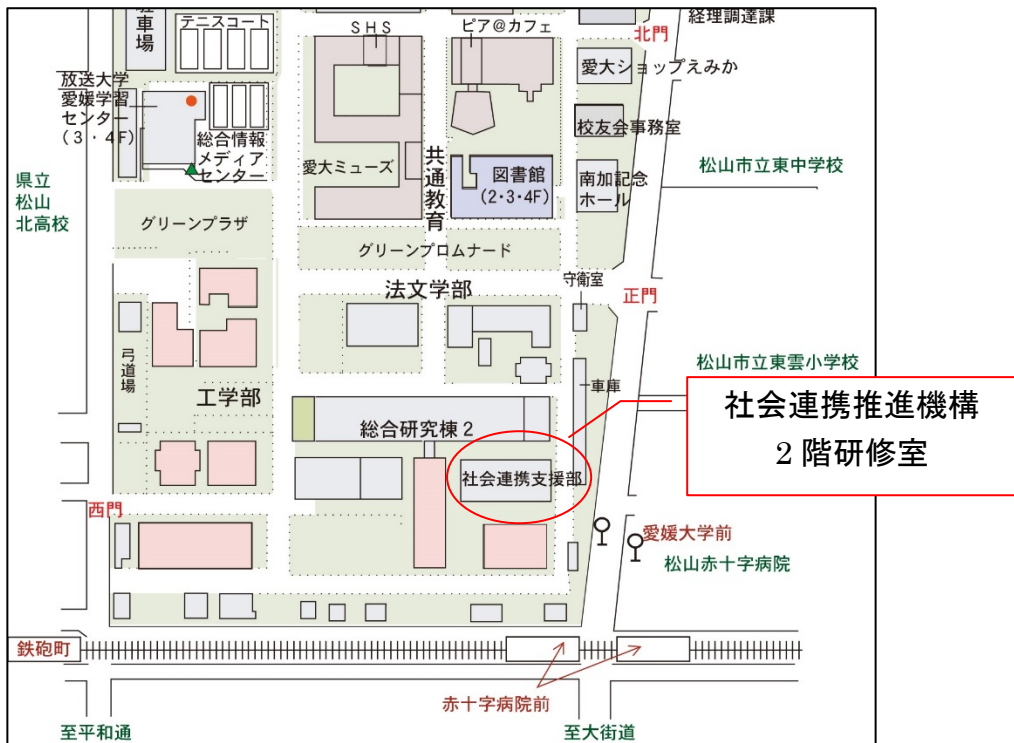 駐車場
テニスコート
SHS
ピア@カフェ
北門
経理調達課
愛大ショップえみか
放送大学
愛媛学習
センター
(3・4F)
総合情報
メディア
センター
愛大ミューズ
共通教育
図書館
(2・3・4F)
校友会事務室
南加記念
ホール
松山市立東中学校
県立
松山
北高校
グリーンプラザ
グリーンプロムナード
法文学部
守衛室
正門
弓道場
工学部
車庫
松山市立東雲小学校
社会連携推進機構
2階研修室
総合研究棟2
社会連携支援部
西門
愛媛大学前
松山赤十字病院
鉄砲町
赤十字病院前
至平和通
至大街道